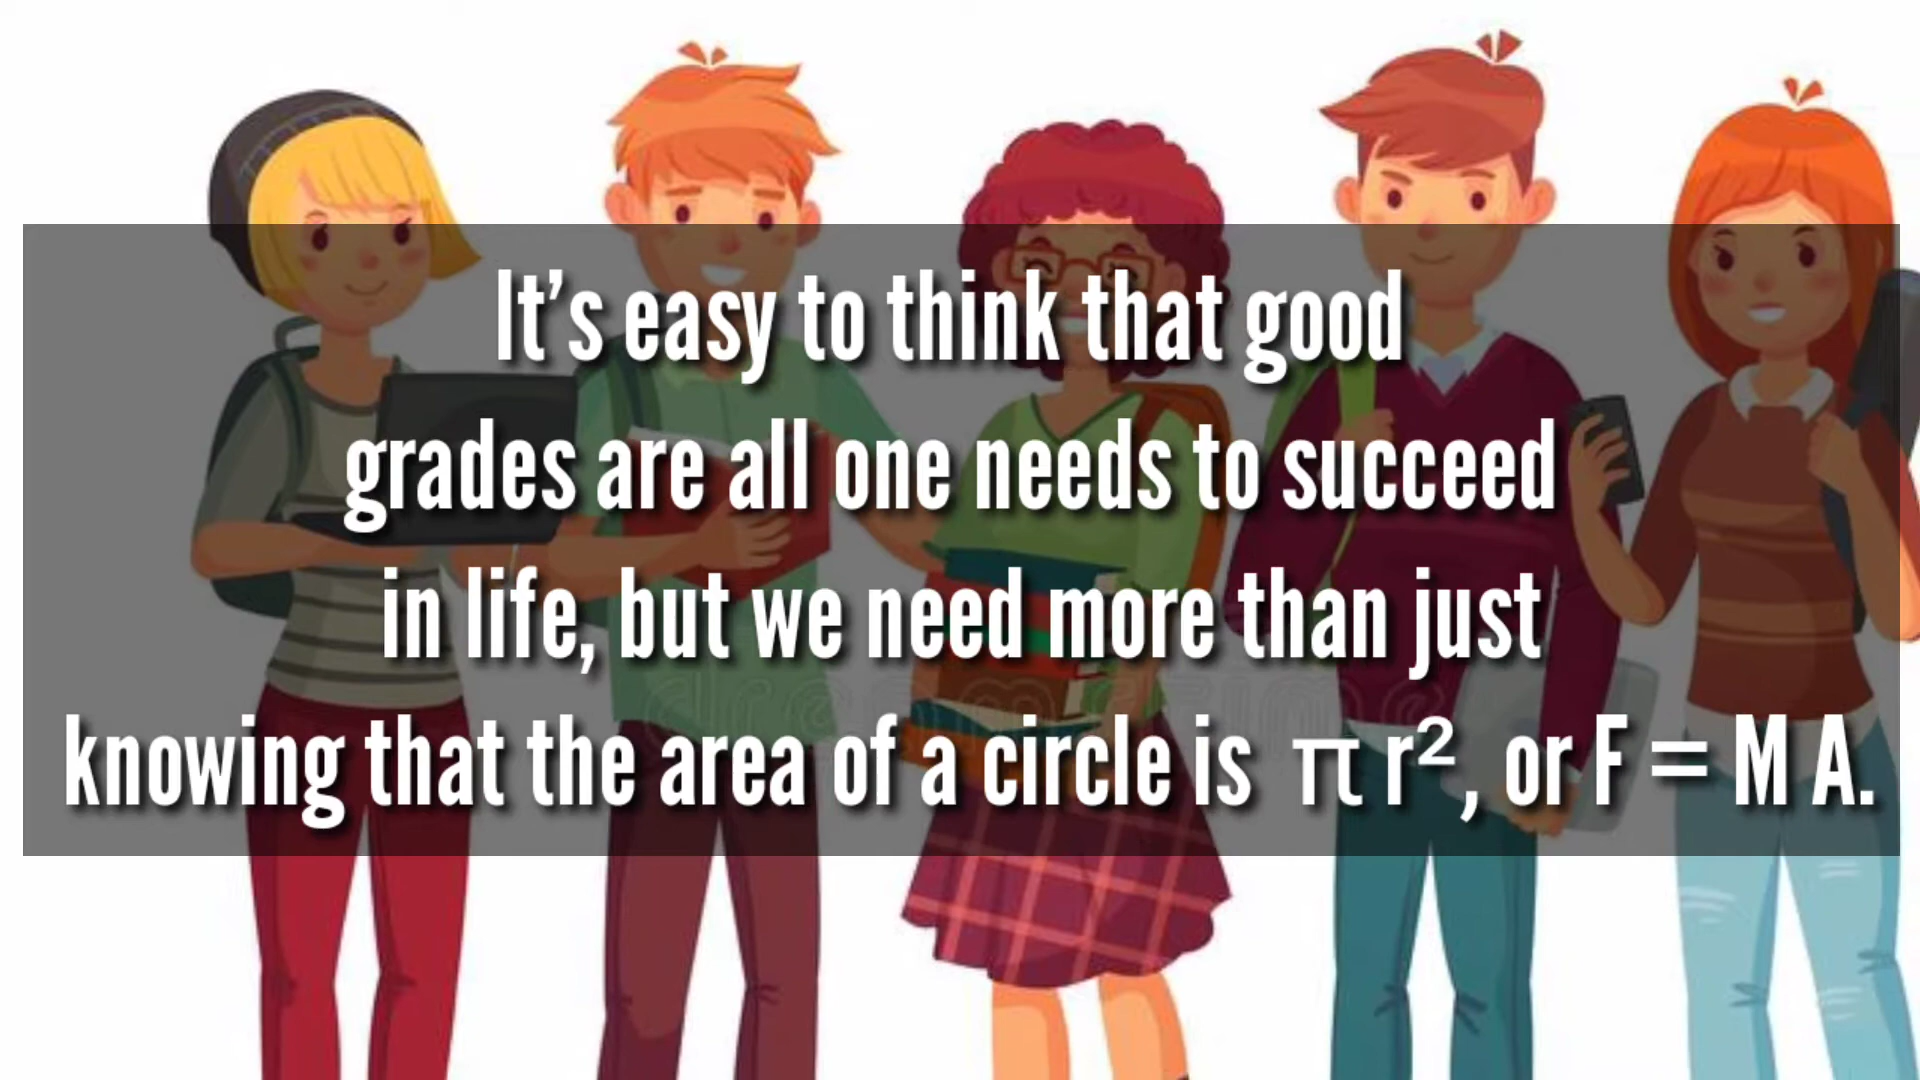 It’s easy to think that good
grades are all one needs to succeed
in life, but we need more than just
knowing that the area of a circle is π r², or F = M A.
dreamstime